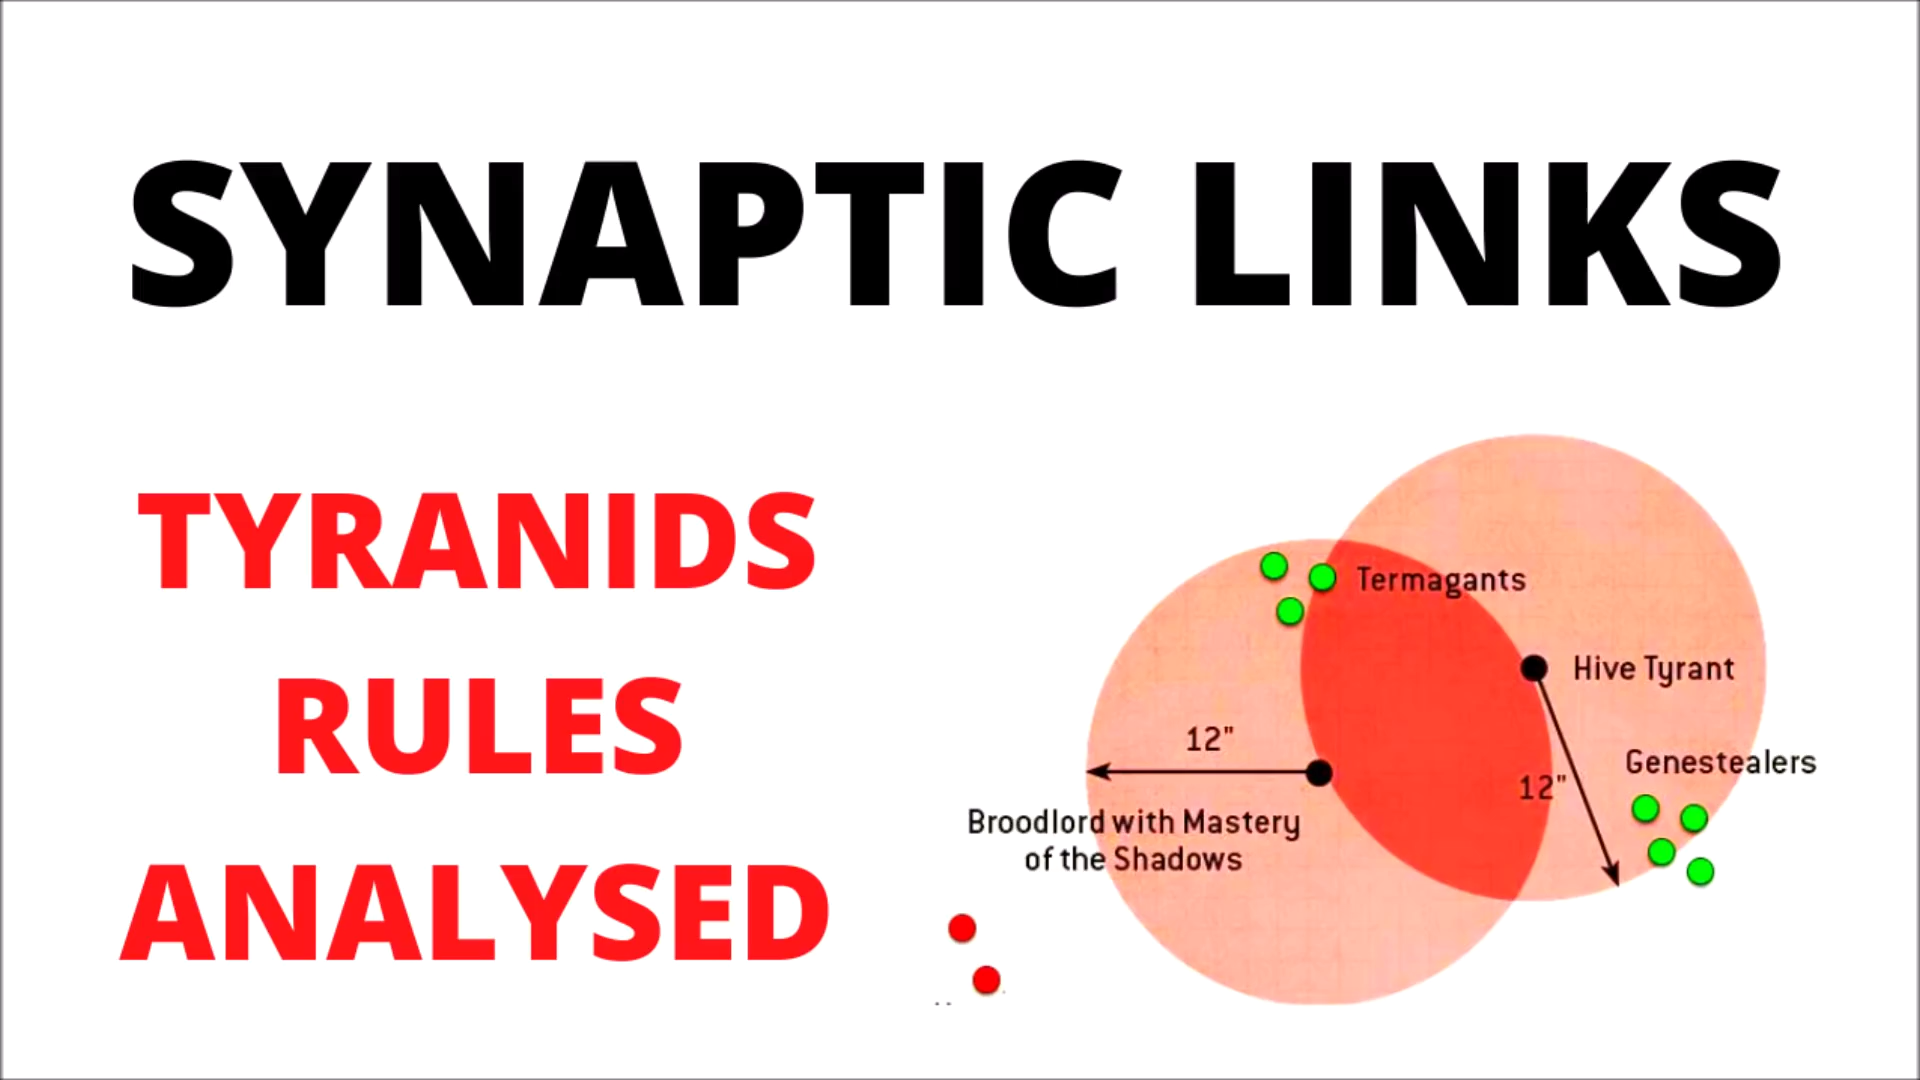 SYNAPTIC LINKS
TYRANIDS
RULES
ANALYSED
Termagants
Hive Tyrant
12"
Genestealers
12"
Broodlord with Mastery
of the Shadows